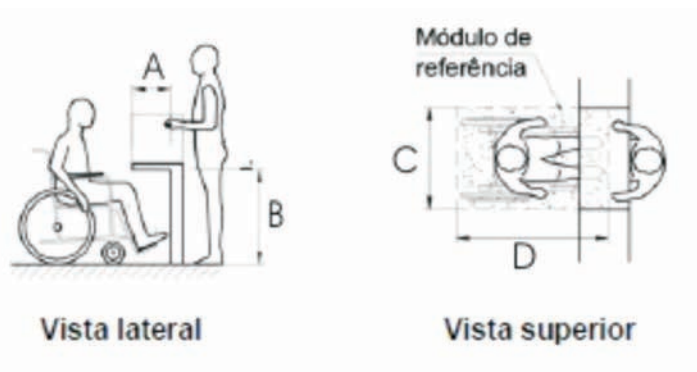 Módulo de
referência
A
B
C
D
Vista lateral
Vista superior